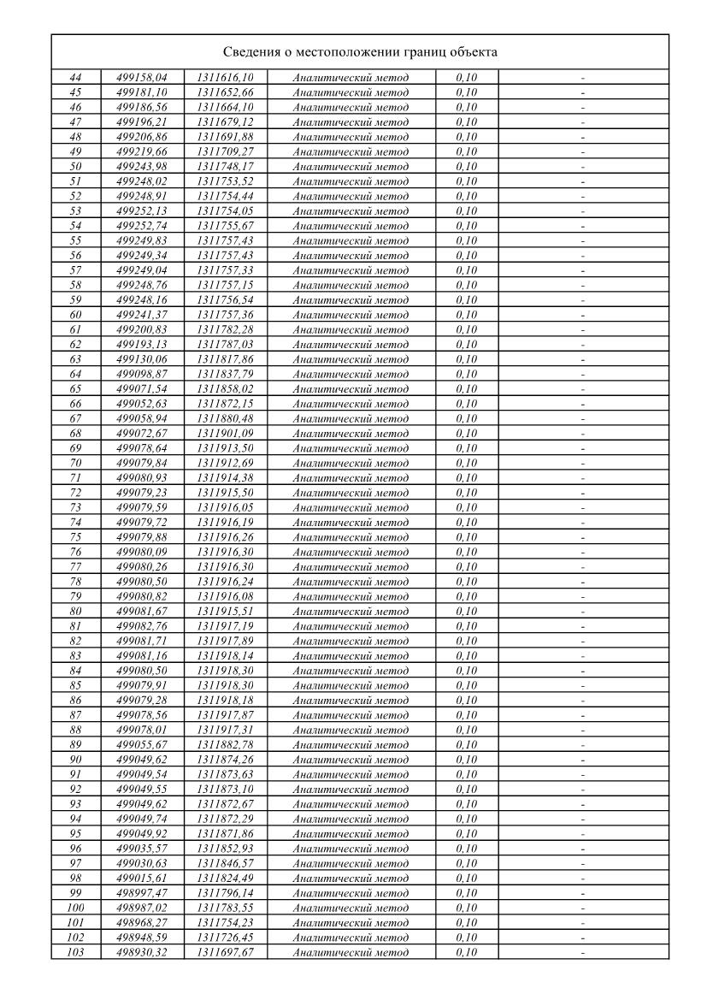 Сведения о местоположении границ объекта
44 499158,04 1311616,10 Аналитический метод 0,10 -
45 499181,10 1311652,66 Аналитический метод 0,10 -
46 499186,56 1311664,10 Аналитический метод 0,10 -
47 499196,21 1311679,12 Аналитический метод 0,10 -
48 499206,86 1311691,88 Аналитический метод 0,10 -
49 499219,66 1311709,27 Аналитический метод 0,10 -
50 499243,98 1311748,17 Аналитический метод 0,10 -
51 499248,02 1311753,52 Аналитический метод 0,10 -
52 499248,91 1311754,44 Аналитический метод 0,10 -
53 499252,13 1311754,05 Аналитический метод 0,10 -
54 499252,74 1311755,67 Аналитический метод 0,10 -
55 499249,83 1311757,43 Аналитический метод 0,10 -
56 499249,34 1311757,43 Аналитический метод 0,10 -
57 499249,04 1311757,33 Аналитический метод 0,10 -
58 499248,76 1311757,15 Аналитический метод 0,10 -
59 499248,16 1311756,54 Аналитический метод 0,10 -
60 499241,37 1311757,36 Аналитический метод 0,10 -
61 499200,83 1311782,28 Аналитический метод 0,10 -
62 499193,13 1311787,03 Аналитический метод 0,10 -
63 499130,06 1311817,86 Аналитический метод 0,10 -
64 499098,87 1311837,79 Аналитический метод 0,10 -
65 499071,54 1311858,02 Аналитический метод 0,10 -
66 499052,63 1311872,15 Аналитический метод 0,10 -
67 499058,94 1311880,48 Аналитический метод 0,10 -
68 499072,67 1311901,09 Аналитический метод 0,10 -
69 499078,64 1311913,50 Аналитический метод 0,10 -
70 499079,84 1311912,69 Аналитический метод 0,10 -
71 499080,93 1311914,38 Аналитический метод 0,10 -
72 499079,23 1311915,50 Аналитический метод 0,10 -
73 499079,59 1311916,05 Аналитический метод 0,10 -
74 499079,72 1311916,19 Аналитический метод 0,10 -
75 499079,88 1311916,26 Аналитический метод 0,10 -
76 499080,09 1311916,30 Аналитический метод 0,10 -
77 499080,26 1311916,30 Аналитический метод 0,10 -
78 499080,50 1311916,24 Аналитический метод 0,10 -
79 499080,82 1311916,08 Аналитический метод 0,10 -
80 499081,67 1311915,51 Аналитический метод 0,10 -
81 499082,76 1311917,19 Аналитический метод 0,10 -
82 499081,71 1311917,89 Аналитический метод 0,10 -
83 499081,16 1311918,14 Аналитический метод 0,10 -
84 499080,50 1311918,30 Аналитический метод 0,10 -
85 499079,91 1311918,30 Аналитический метод 0,10 -
86 499079,28 1311918,18 Аналитический метод 0,10 -
87 499078,56 1311917,87 Аналитический метод 0,10 -
88 499078,01 1311917,31 Аналитический метод 0,10 -
89 499055,67 1311882,78 Аналитический метод 0,10 -
90 499049,62 1311874,26 Аналитический метод 0,10 -
91 499049,54 1311873,63 Аналитический метод 0,10 -
92 499049,55 1311873,10 Аналитический метод 0,10 -
93 499049,62 1311872,67 Аналитический метод 0,10 -
94 499049,74 1311872,29 Аналитический метод 0,10 -
95 499049,92 1311871,86 Аналитический метод 0,10 -
96 499035,57 1311852,93 Аналитический метод 0,10 -
97 499030,63 1311846,57 Аналитический метод 0,10 -
98 499015,61 1311824,49 Аналитический метод 0,10 -
99 498997,47 1311796,14 Аналитический метод 0,10 -
100 498987,02 1311783,55 Аналитический метод 0,10 -
101 498968,27 1311754,23 Аналитический метод 0,10 -
102 498948,59 1311726,45 Аналитический метод 0,10 -
103 498930,32 1311697,67 Аналитический метод 0,10 -